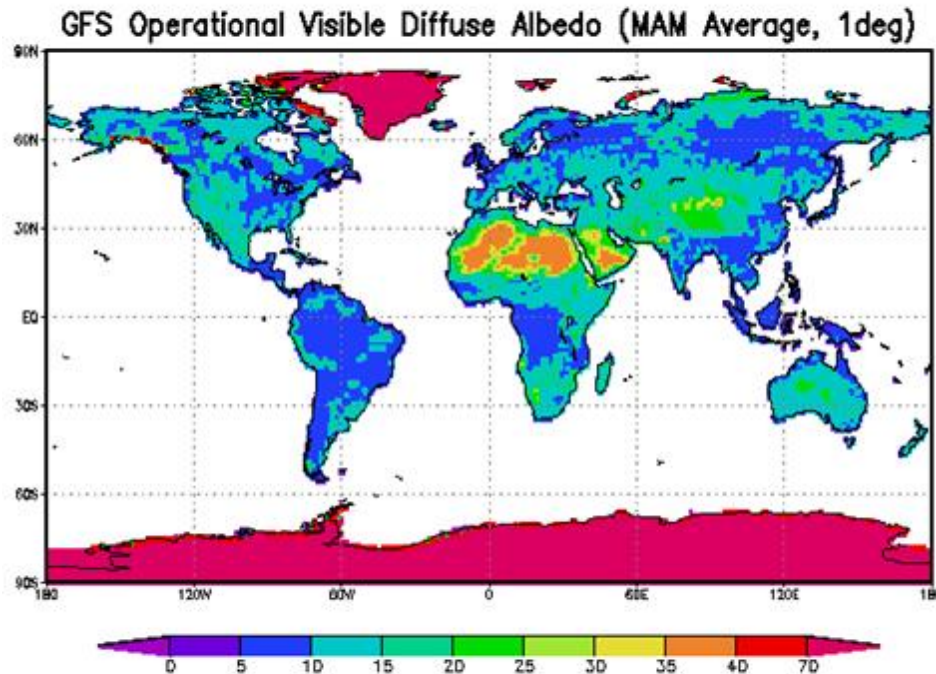 GFS Operational Visible Diffuse Albedo (MAM Average, 1deg)
90N
60N
30N
EQ
30S
60S
90S
180 120W 60W 0 60E 120E 18
0 5 10 15 20 25 30 35 40 70